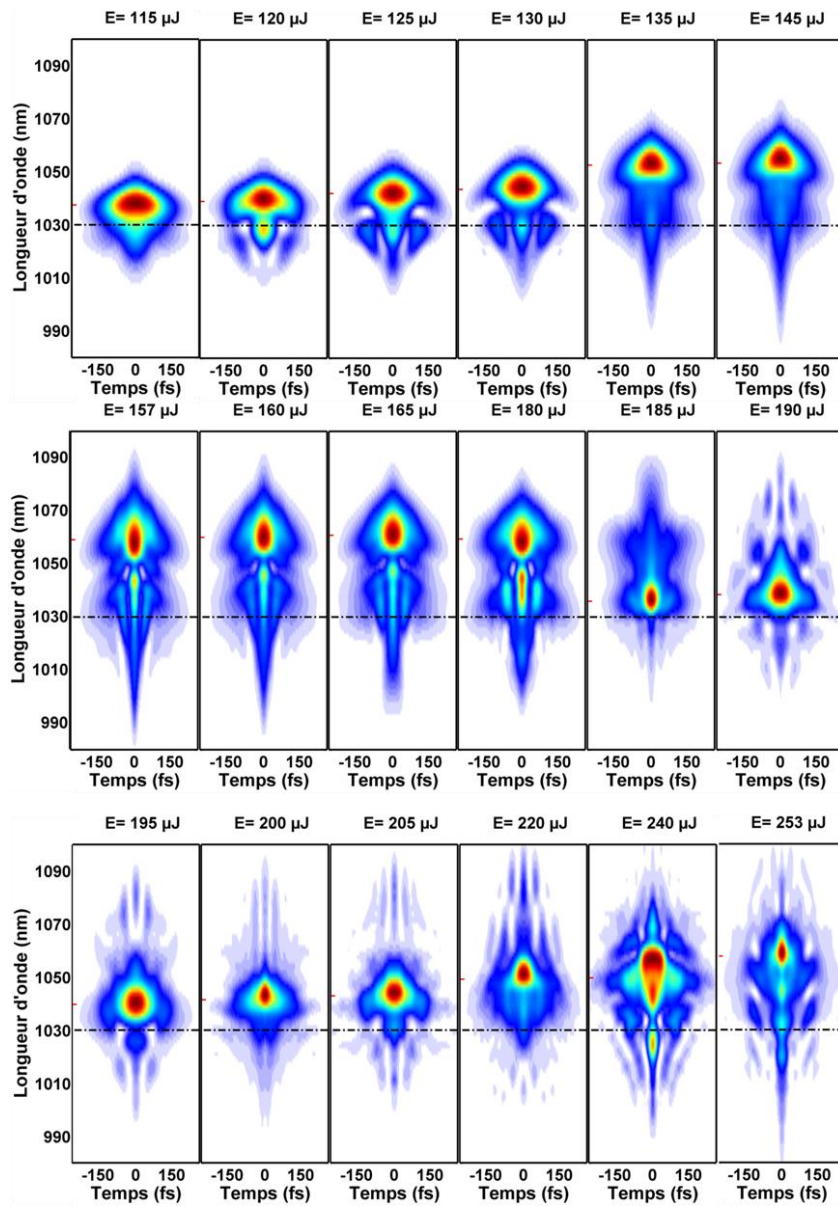 E= 115 µJ E= 120 µJ E= 125 µJ E= 130 µJ E= 135 µJ E= 145 µJ
Longueur d'onde (nm)
1090
1070
1050
1030
1010
990
-150 0 150 -150 0 150 -150 0 150 -150 0 150 -150 0 150 -150 0 150
Temps (fs) Temps (fs) Temps (fs) Temps (fs) Temps (fs) Temps (fs)
E= 157 µJ E= 160 µJ E= 165 µJ E= 180 µJ E= 185 µJ E= 190 µJ
Longueur d'onde (nm)
1090
1070
1050
1030
1010
990
-150 0 150 -150 0 150 -150 0 150 -150 0 150 -150 0 150 -150 0 150
Temps (fs) Temps (fs) Temps (fs) Temps (fs) Temps (fs) Temps (fs)
E= 195 µJ E= 200 µJ E= 205 µJ E= 220 µJ E= 240 µJ E= 253 µJ
Longueur d'onde (nm)
1090
1070
1050
1030
1010
990
-150 0 150 -150 0 150 -150 0 150 -150 0 150 -150 0 150 -150 0 150
Temps (fs) Temps (fs) Temps (fs) Temps (fs) Temps (fs) Temps (fs)